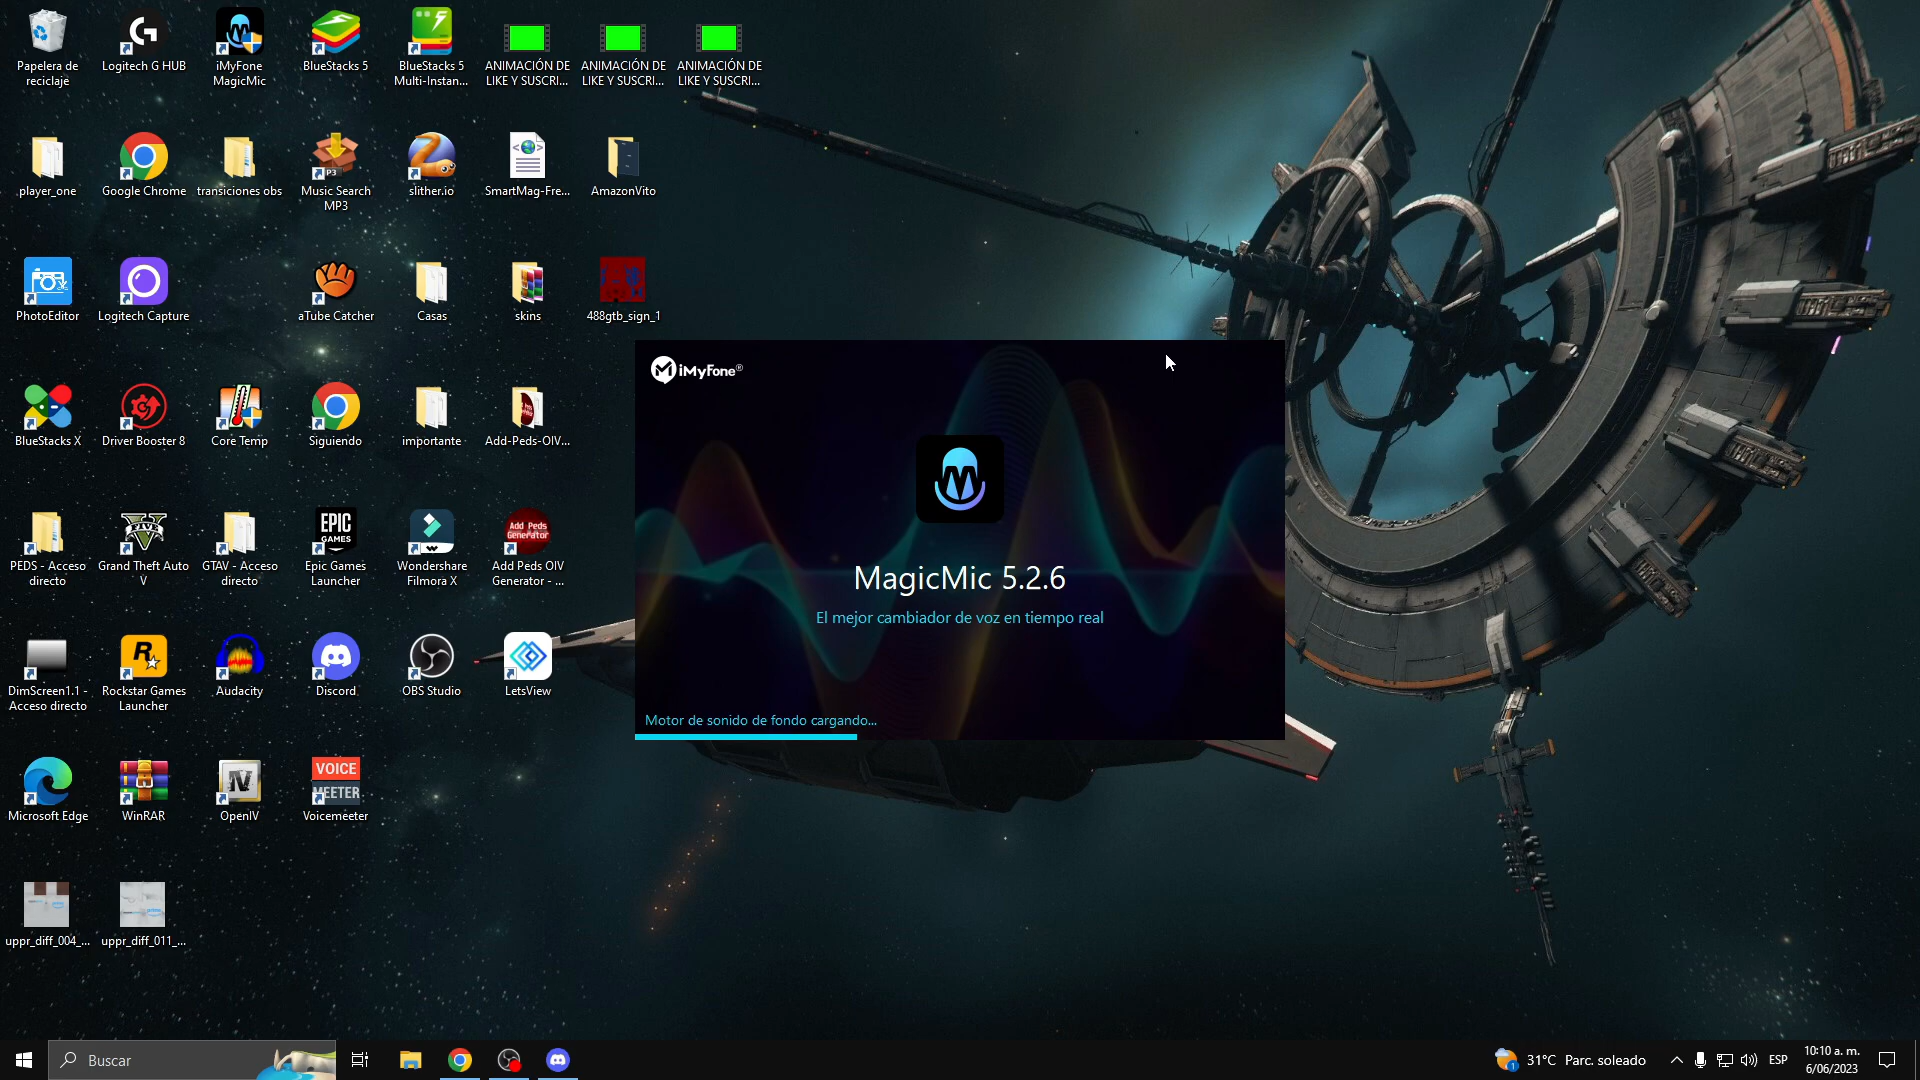 Papelera de
reciclaje
Logitech G HUB
iMyFone
MagicMic
BlueStacks 5
BlueStacks 5
Multi-Instan...
ANIMACIÓN DE
LIKE Y SUSCRI...
ANIMACIÓN DE
LIKE Y SUSCRI...
ANIMACIÓN DE
LIKE Y SUSCRI...
player_one
Google Chrome
transiciones obs
P3
Music Search
MP3
slither.io
SmartMag-Fre...
AmazonVito
PhotoEditor
Logitech Capture
aTube Catcher
Casas
skins
488gtb_sign_1
BlueStacks X
Driver Booster 8
Core Temp
Siguiendo
importante
Add-Peds-OIV...
PEDS - Acceso
directo
FIVE
Grand Theft Auto
V
GTAV - Acceso
directo
EPIC
GAMES
Epic Games
Launcher
Wondershare
Filmora X
Add Peds
Generator
Add Peds OIV
Generator - ...
DimScreen1.1 -
Acceso directo
Rockstar Games
Launcher
Audacity
Discord
OBS Studio
LetsView
Microsoft Edge
WinRAR
IV
OpenIV
VOICE
MEETER
Voicemeeter
uppr_diff_004_...
uppr_diff_011_...
iMyFone®
MagicMic 5.2.6
El mejor cambiador de voz en tiempo real
Motor de sonido de fondo cargando...
Buscar
1
31°C Parc. soleado
ESP
10:10 a. m.
6/06/2023